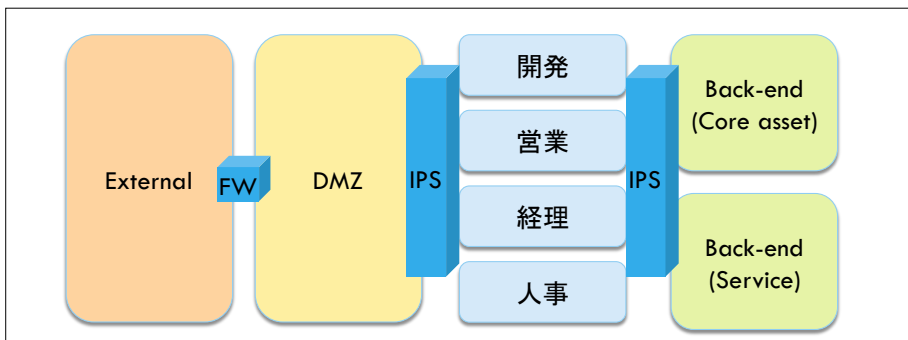 External
FW
DMZ
IPS
開発
営業
経理
人事
IPS
Back-end
(Core asset)
Back-end
(Service)